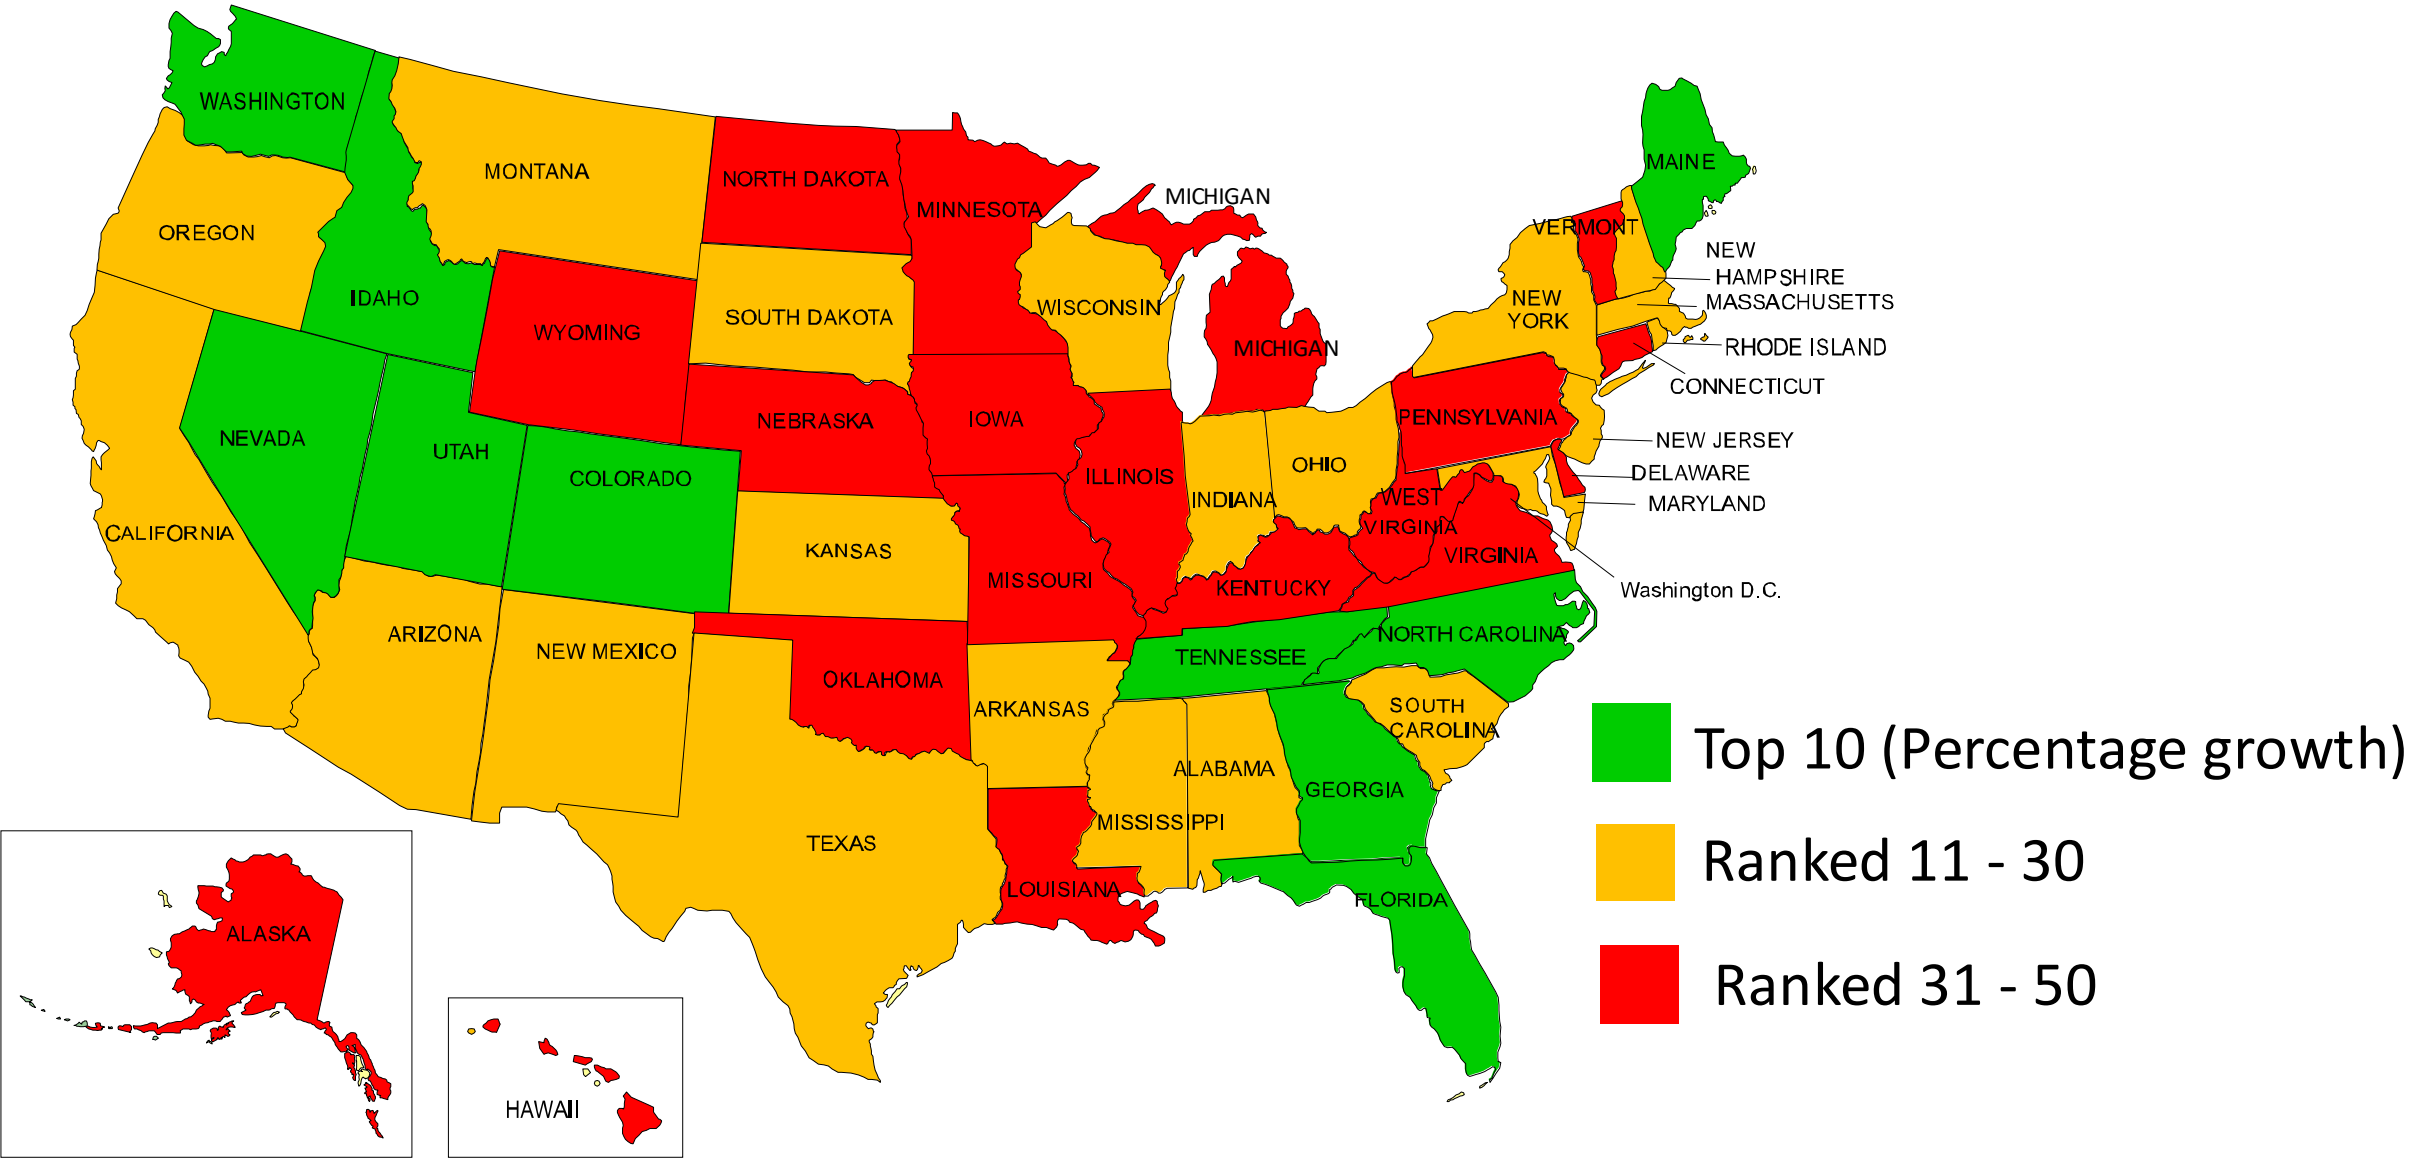 WASHINGTON
MONTANA
NORTH DAKOTA
MINNESOTA
MICHIGAN
MAINE
VERMONT
OREGON
NEW
HAMPSHIRE
MASSACHUSETTS
IDAHO
WYOMING
SOUTH DAKOTA
WISCONSIN
MICHIGAN
NEW
YORK
RHODE ISLAND
CONNECTICUT
NEVADA
UTAH
COLORADO
NEBRASKA
IOWA
ILLINOIS
INDIANA
OHIO
PENNSYLVANIA
NEW JERSEY
DELAWARE
MARYLAND
CALIFORNIA
KANSAS
MISSOURI
KENTUCKY
WEST
VIRGINIA
VIRGINIA
Washington D.C.
ARIZONA
NEW MEXICO
OKLAHOMA
ARKANSAS
TENNESSEE
NORTH CAROLINA
SOUTH
CAROLINA
TEXAS
LOUISIANA
MISSISSIPPI
ALABAMA
GEORGIA
FLORIDA
ALASKA
HAWAII
Top 10 (Percentage growth)
Ranked 11 - 30
Ranked 31 - 50